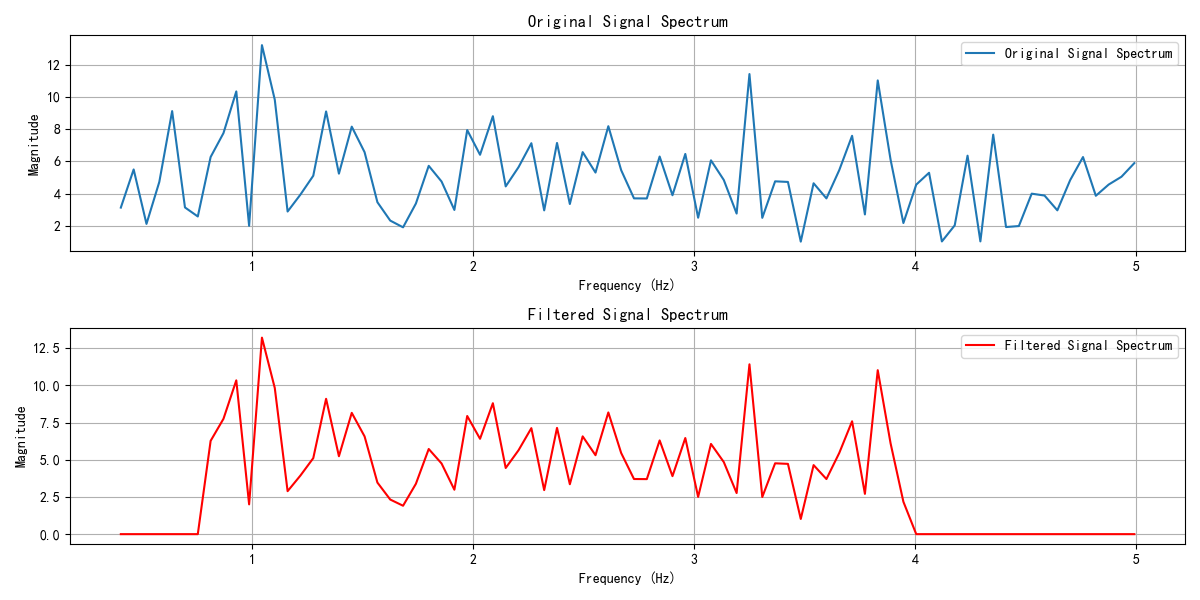 Original Signal Spectrum
Original Signal Spectrum
Magnitude
12
10
8
6
4
2
1 2 3 4 5
Frequency (Hz)
Filtered Signal Spectrum
Filtered Signal Spectrum
Magnitude
12.5
10.0
7.5
5.0
2.5
0.0
1 2 3 4 5
Frequency (Hz)